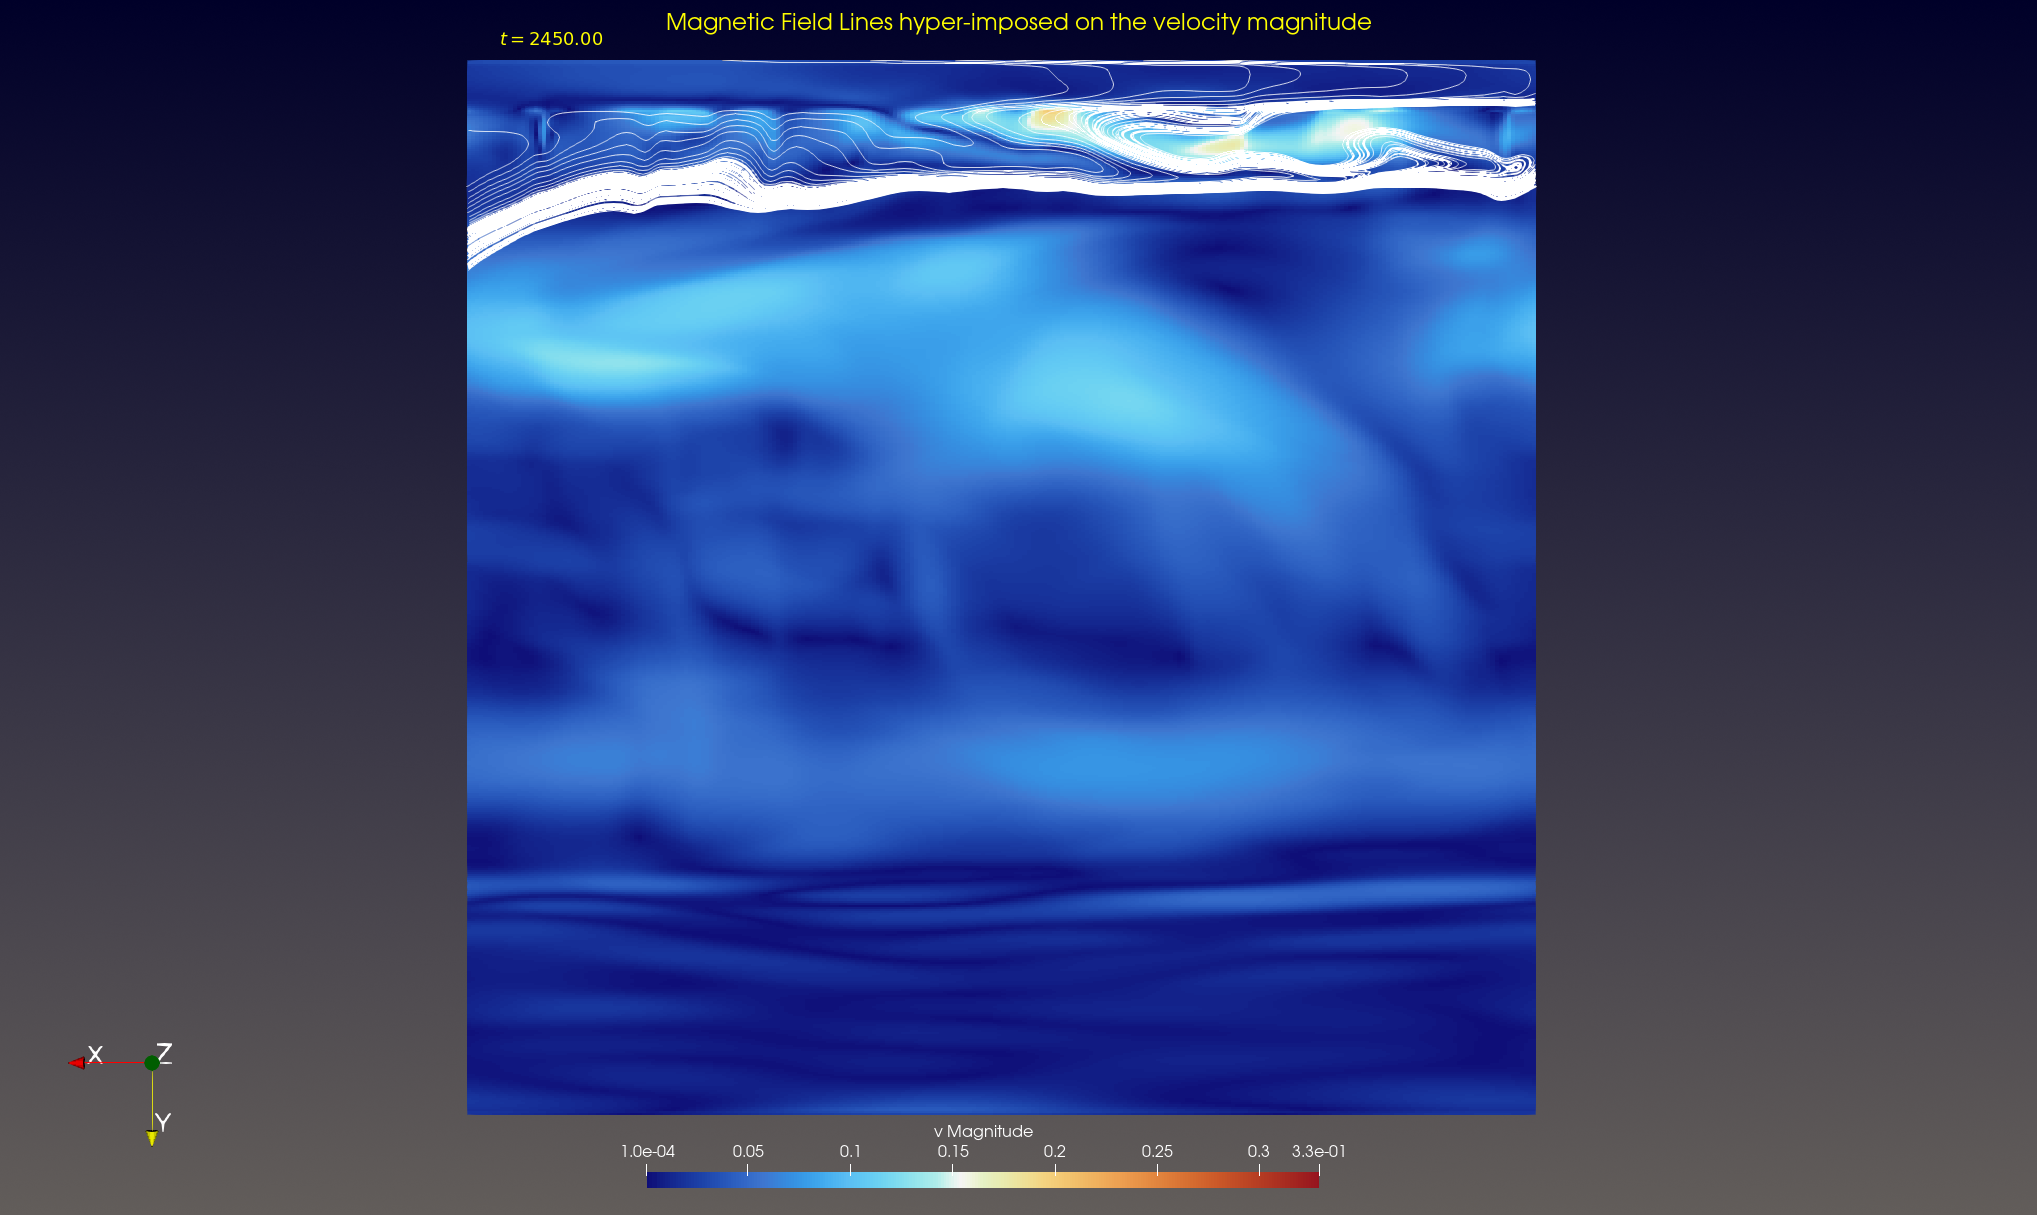 Magnetic Field Lines hyper-imposed on the velocity magnitude
t = 2450.00
X
Z
Y
v Magnitude
1.0e-04 0.05 0.1 0.15 0.2 0.25 0.3 3.3e-01